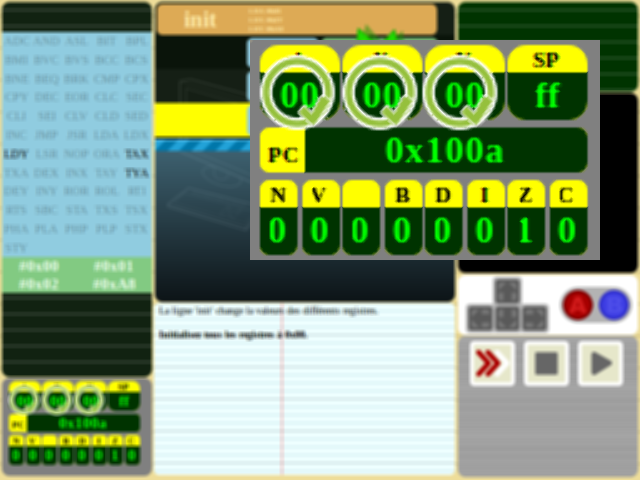 init
ADC AND ASL BIT BPL
BMI BVC BVS BCC BCS
BNE BEQ BRK CMP CPX
CPY DEC EOR CLC SEC
CLI SEI CLV CLD SED
INC JMP JSR LDA LDX
LDY LSR NOP ORA TAX
TXA DEX INX TAY TYA
DEY INY ROR ROL RTI
RTS SBC STA TXS TSX
PHA PLA PHP PLP STX
STY
#0x00 #0x01
#0x02 #0xA8
SP
00 00 00 ff
PC 0x100a
N V B D I Z C
0 0 0 0 0 0 1 0
La ligne 'init' change la valeurs des différents registres.
Initialisez tous les registres à 0x00.
A B
SP
00 00 00 ff
PC 0x100a
N V B D I Z C
0 0 0 0 0 0 1 0